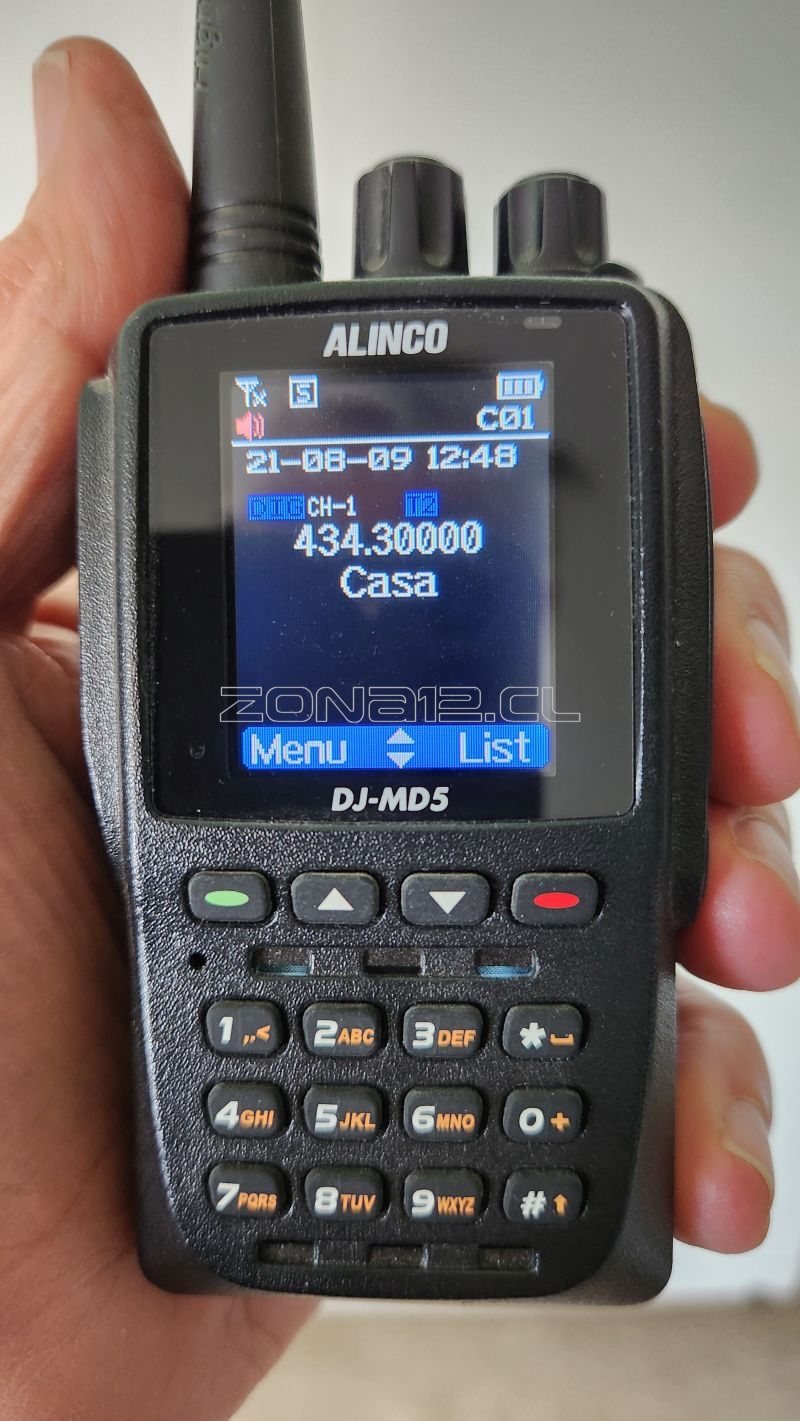 ALINCO
Tx S
C01
21-08-09 12:48
CH-1
434.30000
Casa
ZONA12.CL
Menu List
DJ-MD5
1 ,,< 2ABC 3DEF *
4GHI 5JKL 6MNO 0+
7PQRS 8TUV 9WXYZ #